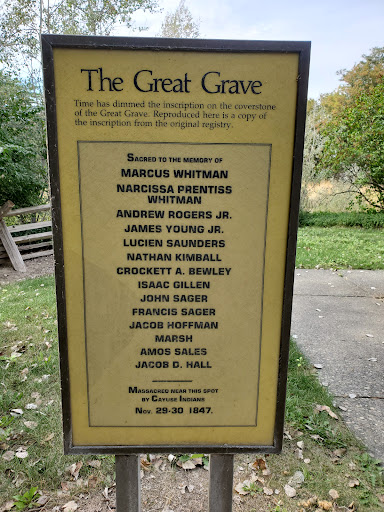 The Great Grave
Time has dimmed the inscription on the coverstone
of the Great Grave. Reproduced here is a copy of
the inscription from the original registry.
Sacred to the memory of
MARCUS WHITMAN
NARCISSA PRENTISS
WHITMAN
ANDREW ROGERS JR.
JAMES YOUNG JR.
LUCIEN SAUNDERS
NATHAN KIMBALL
CROCKETT A. BEWLEY
ISAAC GILLEN
JOHN SAGER
FRANCIS SAGER
JACOB HOFFMAN
MARSH
AMOS SALES
JACOB D. HALL
Massacred near this spot
by Cayuse Indians
Nov. 29-30 1847.